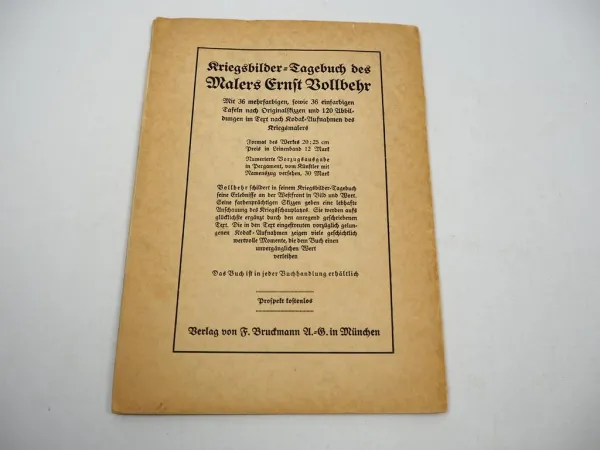 Kriegsbilder=Tagebuch des
Malers Ernst Vollbehr
Mit 36 mehrfarbigen, sowie 36 einfarbigen
Tafeln nach Originalskizzen und 120 Abbil-
dungen im Text nach Kodak-Aufnahmen des
Kriegsmalers
Format des Werkes 20:25 cm
Preis in Leinenband 12 Mark
Numerierte Vorzugsausgabe
in Pergament, vom Künstler mit
Namenszug versehen, 30 Mark
Vollbehr schildert in seinem Kriegsbilder-Tagebuch
seine Erlebnisse an der Westfront in Bild und Wort.
Seine farbenprächtigen Skizzen geben eine lebhafte
Anschauung des Kriegsschauplatzes. Sie werden aufs
glücklichste ergänzt durch den anregend geschriebenen
Text. Die in den Text eingestreuten vorzüglich gelun-
genen Kodak-Aufnahmen zeigen viele geschichtlich
wertvolle Momente, die dem Buch einen
unvergänglichen Wert
verleihen
Das Buch ist in jeder Buchhandlung erhältlich
Prospekt kostenlos
Verlag von F. Bruckmann A.=G. in München